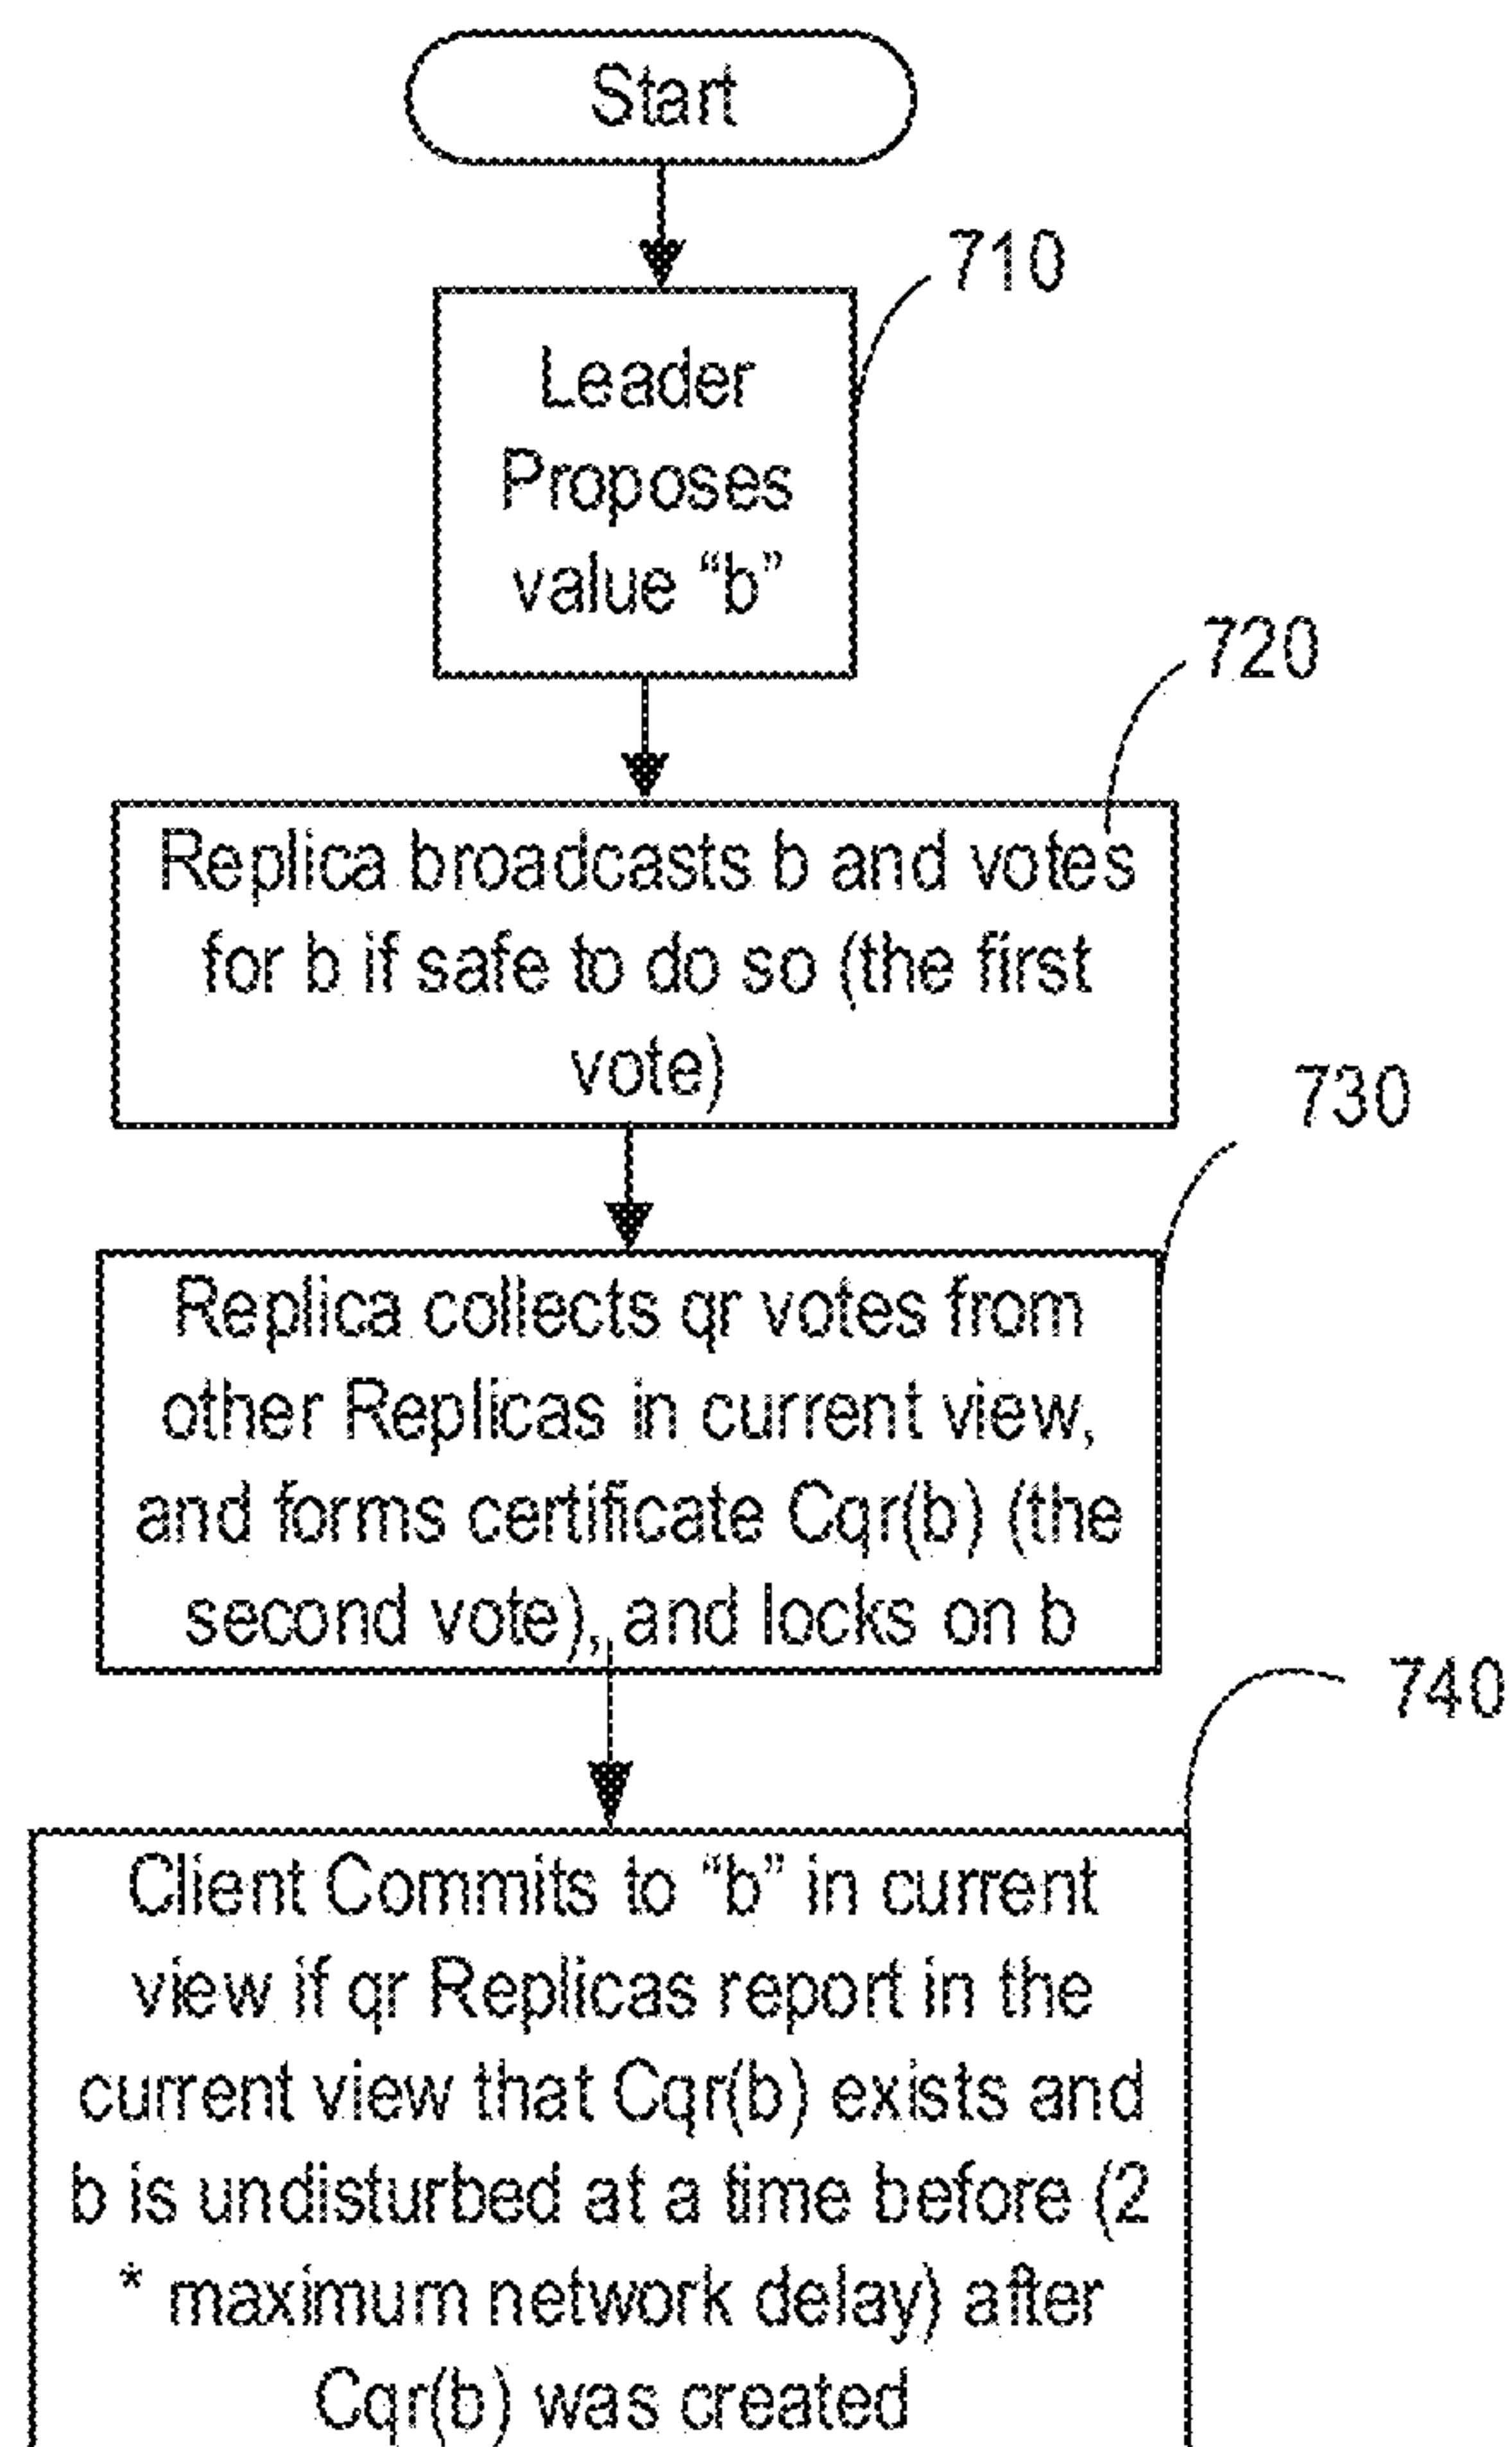 Start
710
Leader
Proposes
value “b”
720
Replica broadcasts b and votes
for b if safe to do so (the first
vote)
730
Replica collects qr votes from
other Replicas in current view,
and forms certificate Cqr(b) (the
second vote), and locks on b
740
Client Commits to “b” in current
view if qr Replicas report in the
current view that Cqr(b) exists and
b is undisturbed at a time before (2
* maximum network delay) after
Cqr(b) was created